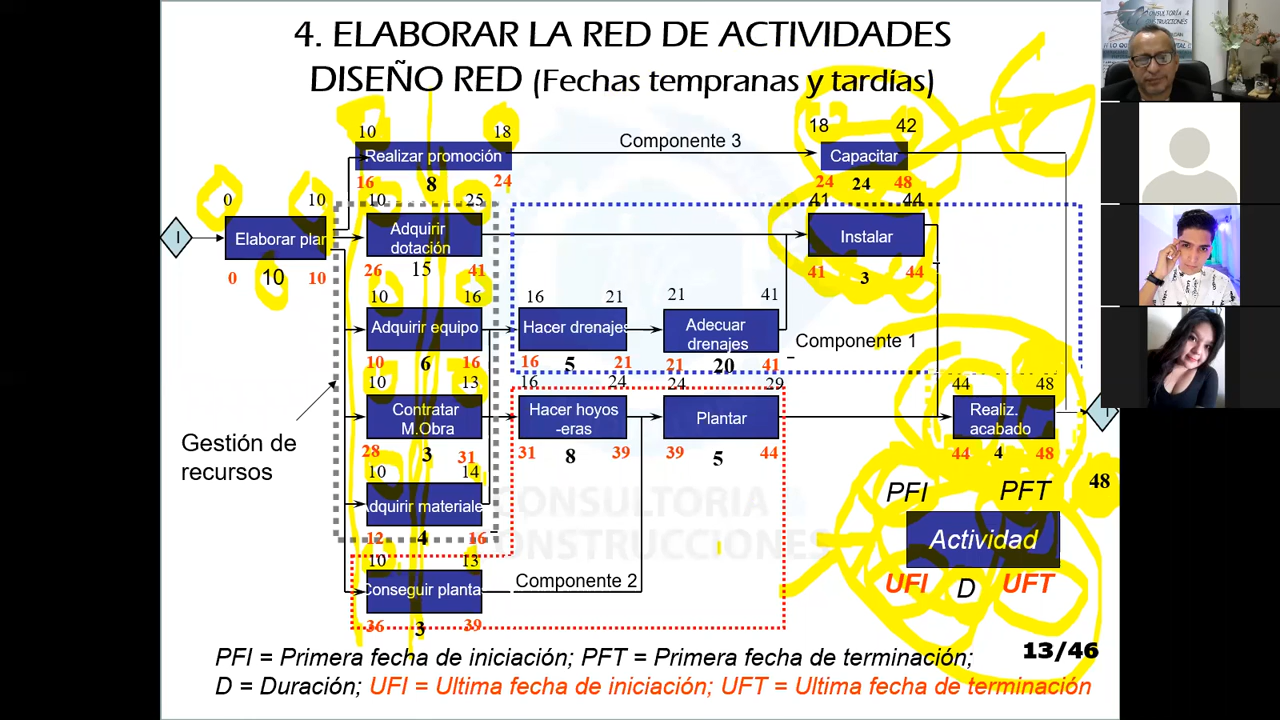 4. ELABORAR LA RED DE ACTIVIDADES
DISEÑO RED (Fechas tempranas y tardías)
10 18
Realizar promoción
16 8 24
Componente 3
18 42
Capacitar
24 24 48
0 10
I
Elaborar plan
0 10 10
10 25
Adquirir
dotación
26 15 41
41 44
Instalar
41 3 44
10 16
Adquirir equipo
10 6 16
16 21
Hacer drenajes
16 5 21
21 41
Adecuar
drenajes
21 20 41
Componente 1
10 13
Contratar
M.Obra
28 3 31
16 24
Hacer hoyos
-eras
31 8 39
24 29
Plantar
39 5 44
44 48
Realiz.
acabado
44 4 48
48
Gestión de
recursos
10 14
dquirir materiale
12 4 16
10 13
Conseguir planta
36 3 39
Componente 2
CONSULTORIA
ONSTRUCCIONES
PFI PFT
Actividad
UFI D UFT
PFI = Primera fecha de iniciación; PFT = Primera fecha de terminación;
D = Duración; UFI = Ultima fecha de iniciación; UFT = Ultima fecha de terminación
13/46